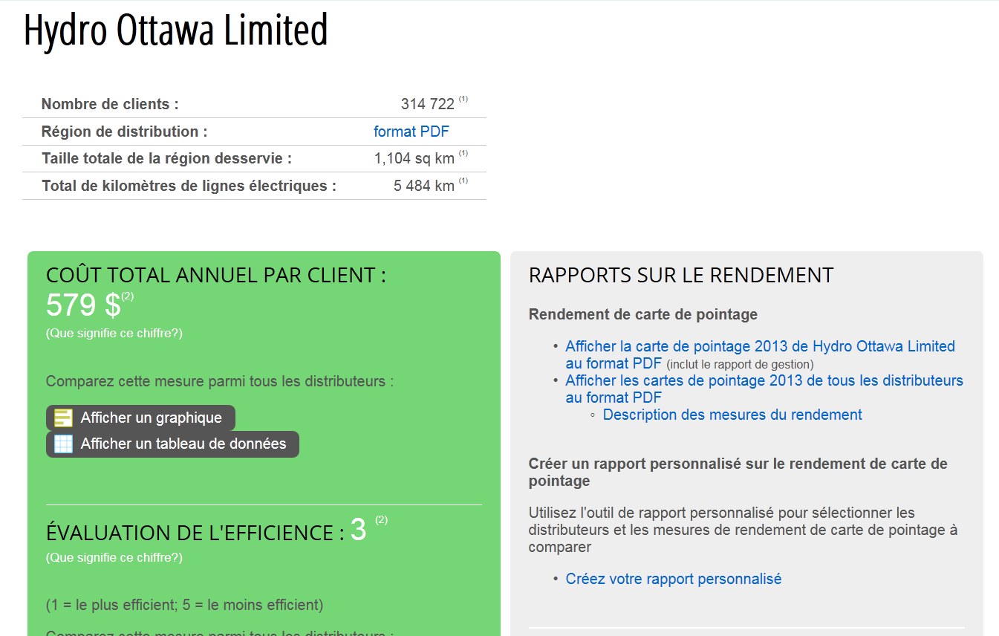 Hydro Ottawa Limited
Nombre de clients : 314 722 (1)
Région de distribution : format PDF
Taille totale de la région desservie : 1,104 sq km (1)
Total de kilomètres de lignes électriques : 5 484 km (1)
COÛT TOTAL ANNUEL PAR CLIENT :
579 $(2)
(Que signifie ce chiffre?)
Comparez cette mesure parmi tous les distributeurs :
Afficher un graphique
Afficher un tableau de données
ÉVALUATION DE L'EFFICIENCE : 3 (2)
(Que signifie ce chiffre?)
(1 = le plus efficient; 5 = le moins efficient)
Comparez cette mesure parmi tous les distributeurs :
RAPPORTS SUR LE RENDEMENT
Rendement de carte de pointage
• Afficher la carte de pointage 2013 de Hydro Ottawa Limited
au format PDF (inclut le rapport de gestion)
• Afficher les cartes de pointage 2013 de tous les distributeurs
au format PDF
◦ Description des mesures du rendement
Créer un rapport personnalisé sur le rendement de carte de
pointage
Utilisez l'outil de rapport personnalisé pour sélectionner les
distributeurs et les mesures de rendement de carte de pointage à
comparer
• Créez votre rapport personnalisé